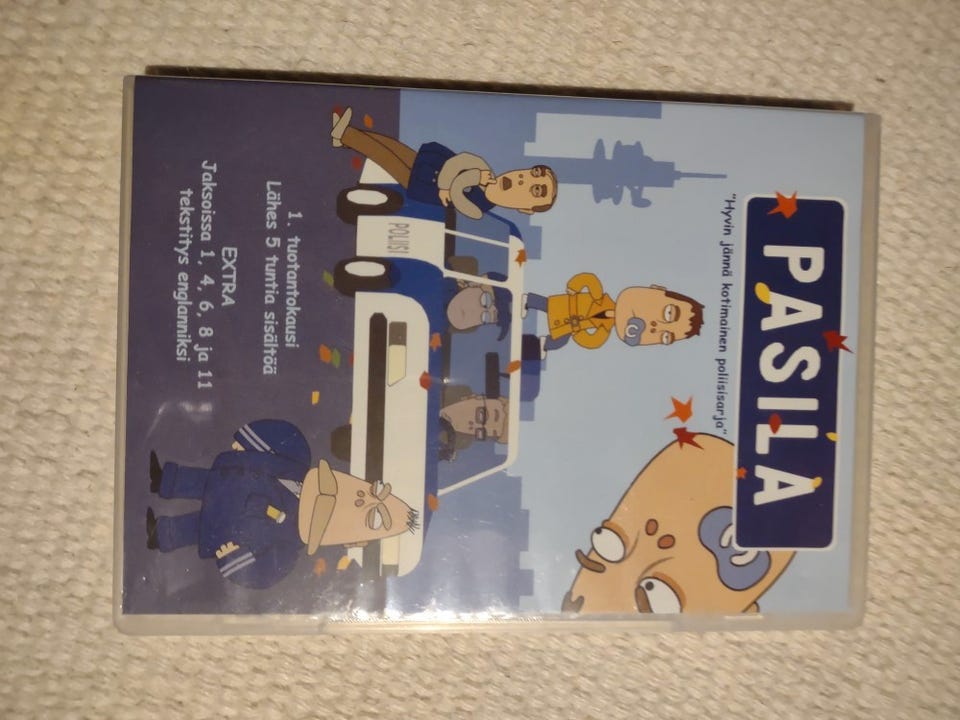 PASILA
"Hyvin jännä kotimainen poliisisarja"
POLIISI
1. tuotantokausi
Lähes 5 tuntia sisältöä
EXTRA
Jaksoissa 1, 4, 6, 8 ja 11
tekstitys englanniksi